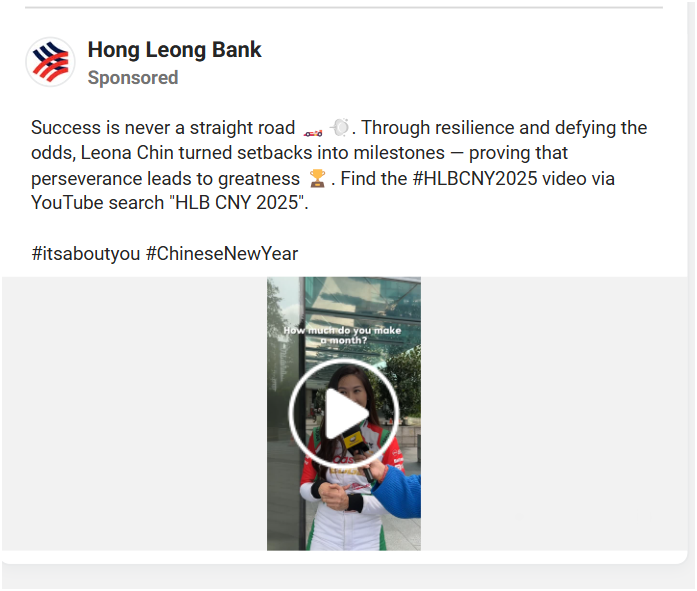 Hong Leong Bank
Sponsored
Success is never a straight road 🏎️💨. Through resilience and defying the
odds, Leona Chin turned setbacks into milestones — proving that
perseverance leads to greatness 🏆. Find the #HLBCNY2025 video via
YouTube search "HLB CNY 2025".
#itsaboutyou #ChineseNewYear
How much do you make
a month?